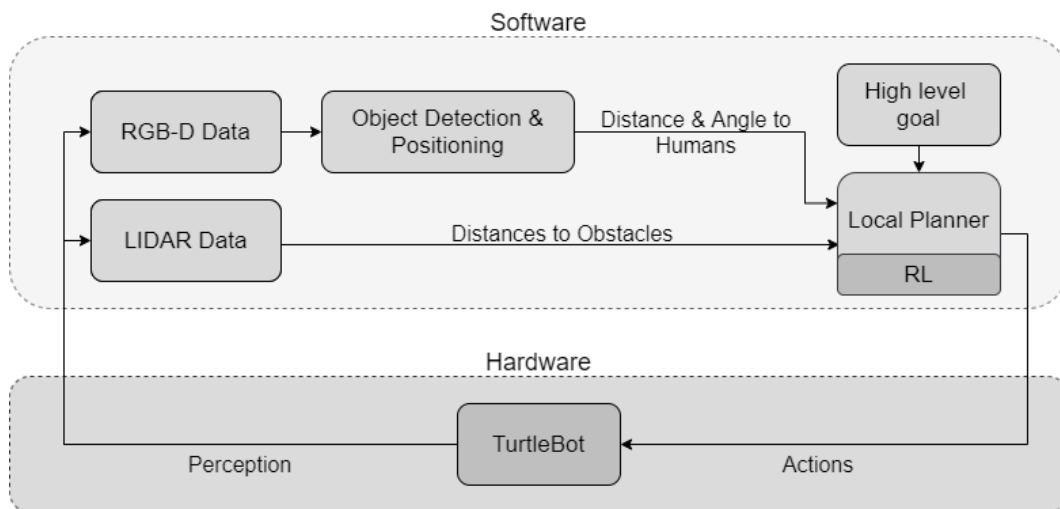 Software
RGB-D Data
Object Detection &
Positioning
Distance & Angle to
Humans
High level
goal
LIDAR Data
Distances to Obstacles
Local Planner
RL
Hardware
TurtleBot
Perception
Actions